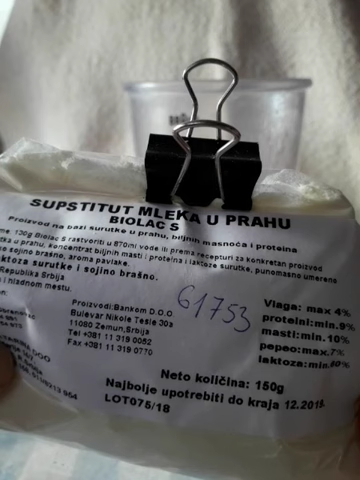 SUPSTITUT MLEKA U PRAHU
BIOLAC S
Proizvod na bazi surutke u prahu, biljnih masnoća i proteina
130g Biolac S rastvoriti u 870ml vode ili prema recepturi za konkretan proizvod
u prahu, koncentrat biljnih masti i proteina i laktoze surutke, punomasno umereno
sojino brašno, aroma pavlake.
laktoza surutke i sojino brašno.
Republika Srbija
i hladnom mestu.
Proizvodi:Bankom D.O.O
Bulevar Nikole Tesle 30a
11080 Zemun,Srbija
Tel +381 11 319 0052
Fax +381 11 319 0770
61753
Vlaga: max 4%
proteini:min.9%
masti:min.10%
pepeo:max.7%
laktoza:min.60%
DOO
Neto količina: 150g
Najbolje upotrebiti do kraja 12.2019.
LOT075/18